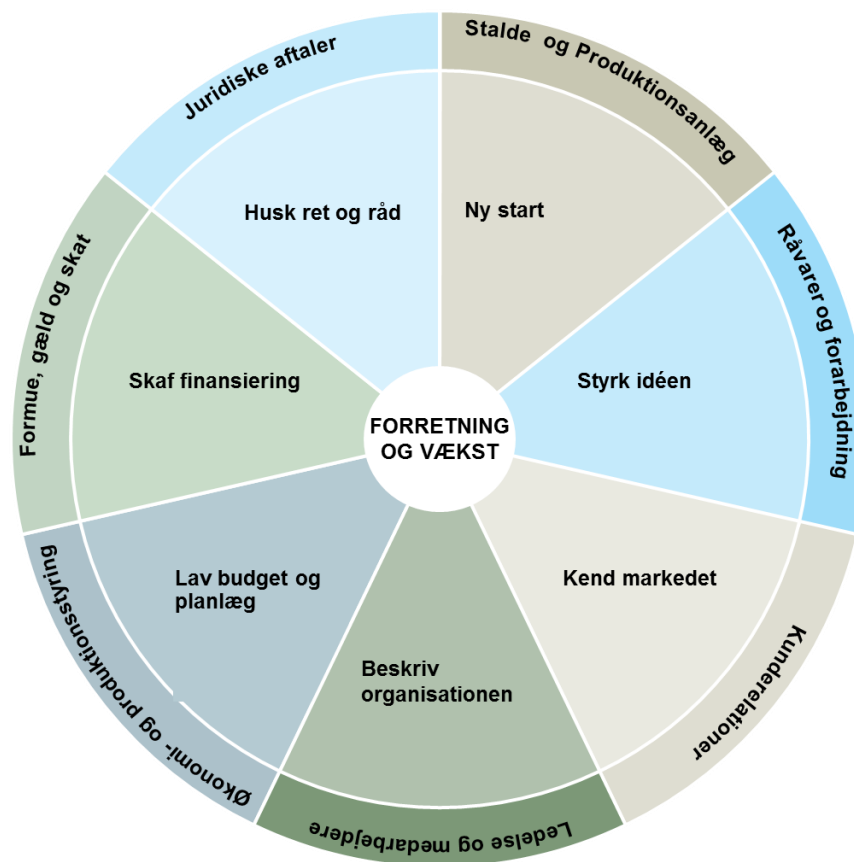 Stalde og Produktionsanlæg
Ny start
Råvarer og forarbejdning
Styrk idéen
Kunderelationer
Kend markedet
Ledelse og medarbejdere
Beskriv
organisationen
Økonomi- og produktionsstyring
Lav budget og
planlæg
Formue, gæld og skat
Skaf finansiering
Juridiske aftaler
Husk ret og råd
FORRETNING
OG VÆKST